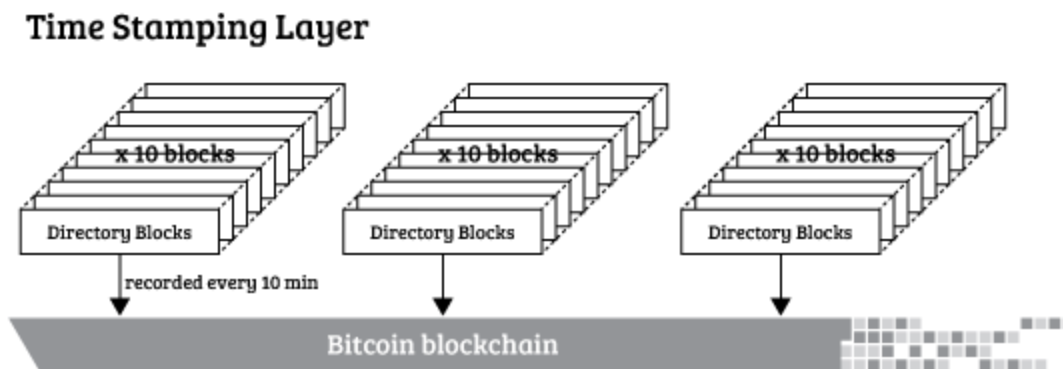 Time Stamping Layer
x 10 blocks
x 10 blocks
x 10 blocks
Directory Blocks
Directory Blocks
Directory Blocks
recorded every 10 min
Bitcoin blockchain